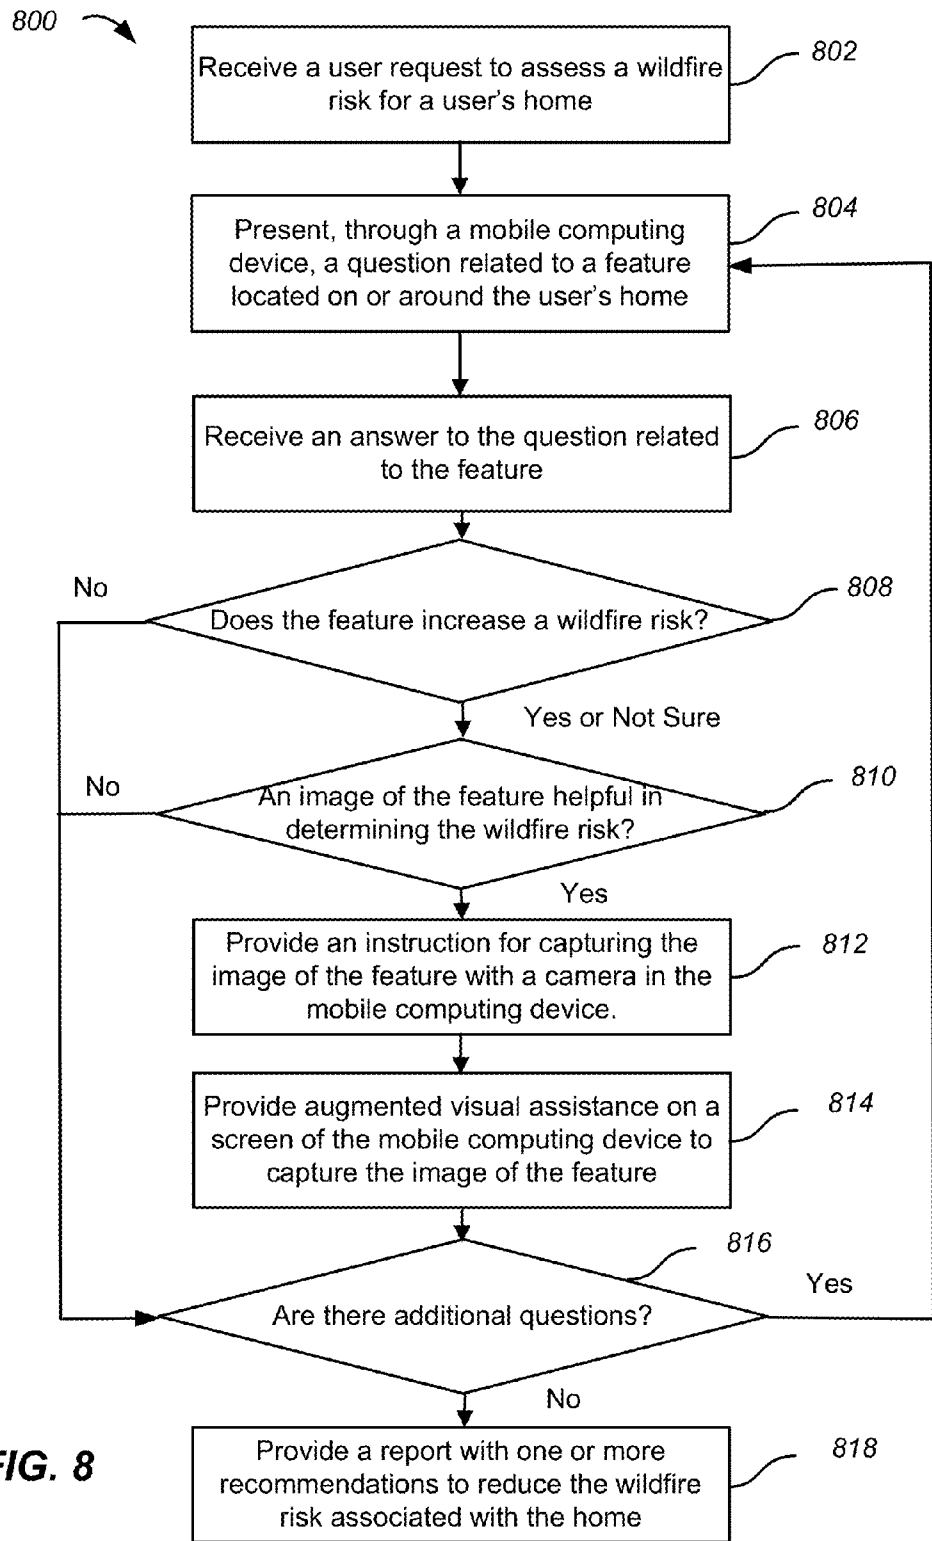 800
Receive a user request to assess a wildfire
risk for a user's home
802
Present, through a mobile computing
device, a question related to a feature
located on or around the user's home
804
Receive an answer to the question related
to the feature
806
No
Does the feature increase a wildfire risk?
808
Yes or Not Sure
No
An image of the feature helpful in
determining the wildfire risk?
810
Yes
Provide an instruction for capturing the
image of the feature with a camera in the
mobile computing device.
812
Provide augmented visual assistance on a
screen of the mobile computing device to
capture the image of the feature
814
816
Are there additional questions?
Yes
No
Provide a report with one or more
recommendations to reduce the wildfire
risk associated with the home
818
FIG. 8